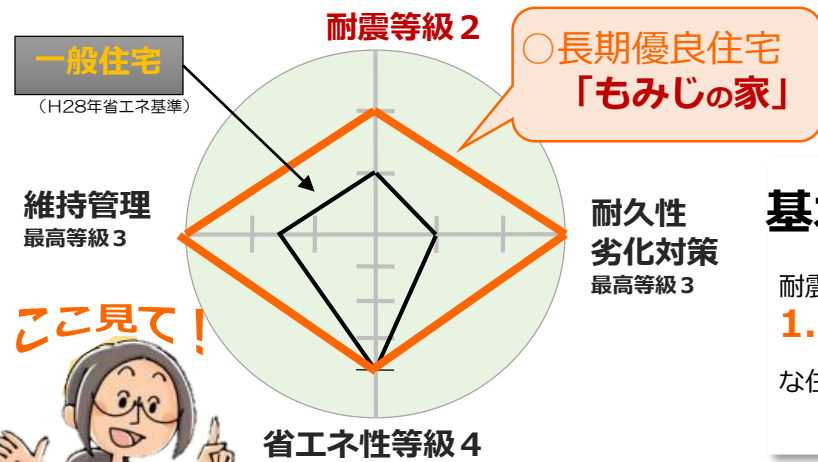 耐震等級2
一般住宅
(H28年省エネ基準)
○長期優良住宅
「もみじの家」
維持管理
最高等級3
耐久性
劣化対策
最高等級3
ここ見て!
省エネ性等級4
基
耐震
1.
な住